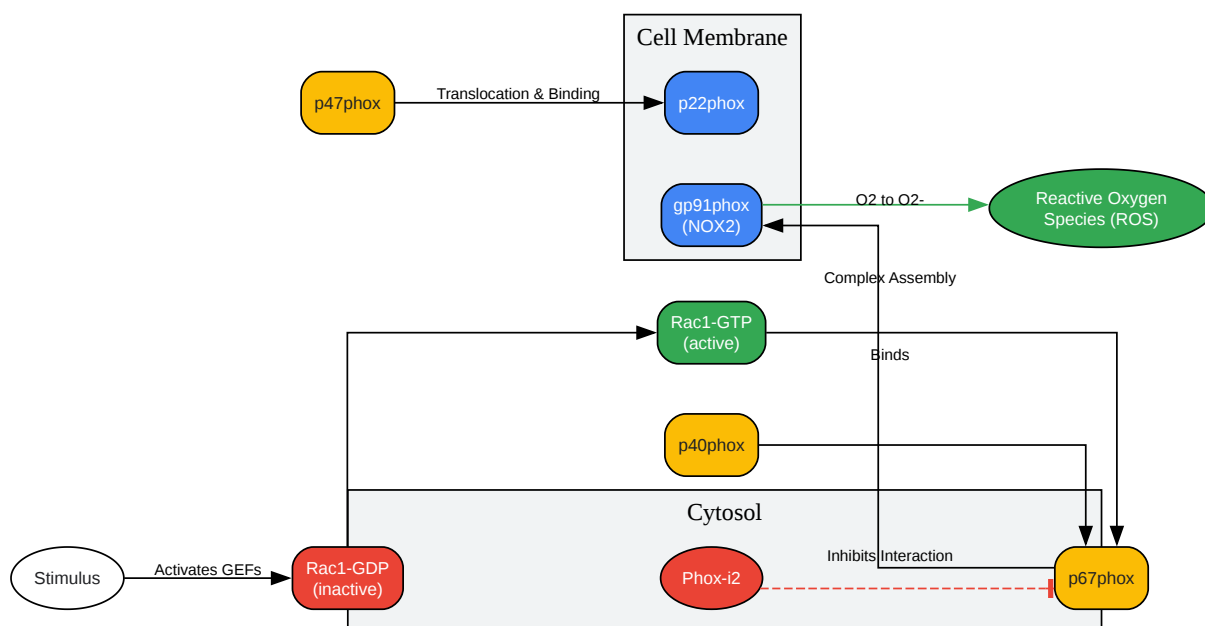 Cell Membrane
p47phox
Translocation & Binding
p22phox
gp91phox
(NOX2)
O2 to O2-
Reactive Oxygen
Species (ROS)
Complex Assembly
Rac1-GTP
(active)
Binds
p40phox
Cytosol
Stimulus
Activates GEFs
Rac1-GDP
(inactive)
Phox-i2
Inhibits Interaction
p67phox